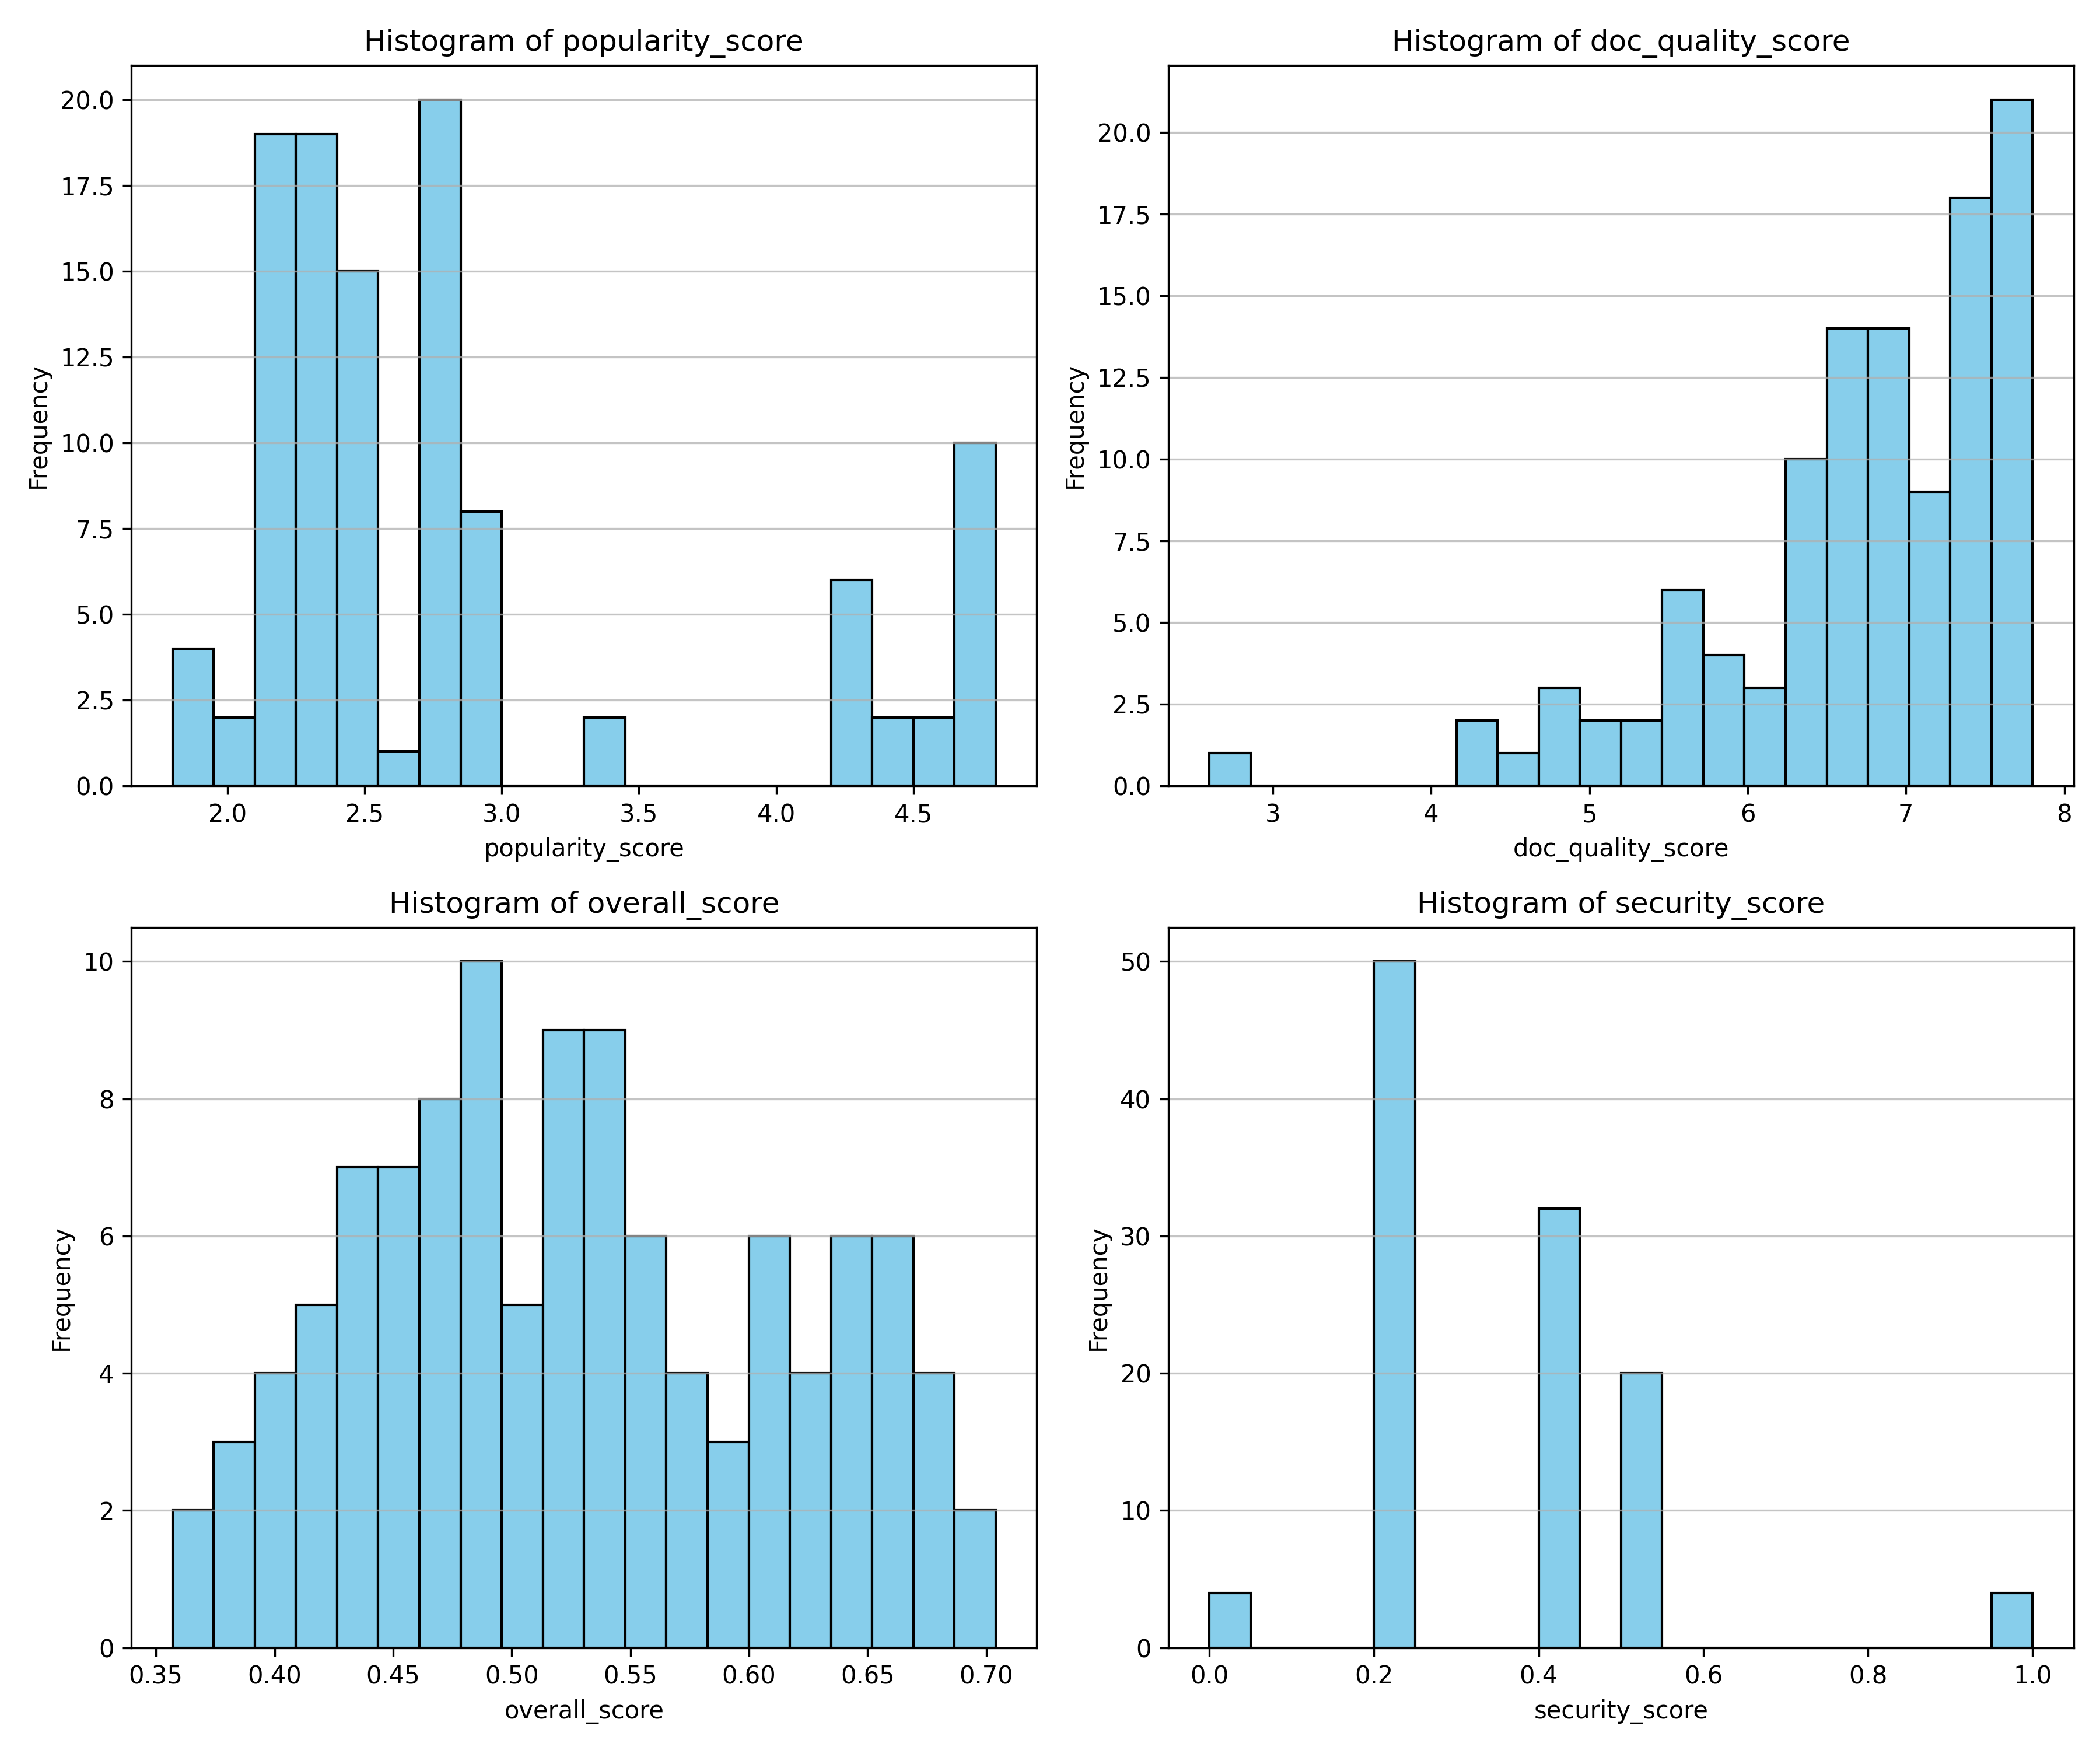 Histogram of popularity_score
20.0
17.5
15.0
12.5
10.0
7.5
5.0
2.5
0.0
Frequency
2.0 2.5 3.0 3.5 4.0 4.5
popularity_score
Histogram of doc_quality_score
20.0
17.5
15.0
12.5
10.0
7.5
5.0
2.5
0.0
Frequency
3 4 5 6 7 8
doc_quality_score
Histogram of overall_score
10
8
6
4
2
0
Frequency
0.35 0.40 0.45 0.50 0.55 0.60 0.65 0.70
overall_score
Histogram of security_score
50
40
30
20
10
0
Frequency
0.0 0.2 0.4 0.6 0.8 1.0
security_score